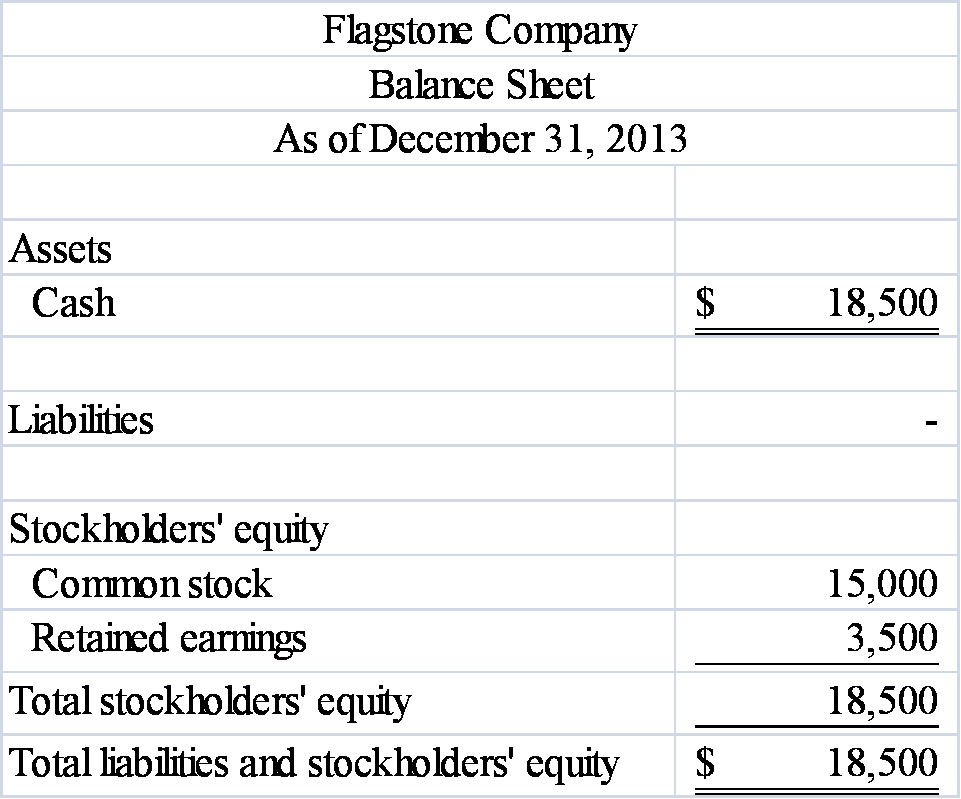 Flagstone Company
Balance Sheet
As of December 31, 2013
Assets
Cash $ 18,500
Liabilities -
Stockholders' equity
Common stock 15,000
Retained earnings 3,500
Total stockholders' equity 18,500
Total liabilities and stockholders' equity $ 18,500